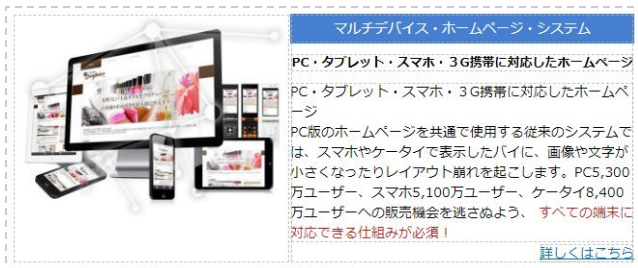 マルチデバイス・ホームページ・システム
PC・タブレット・スマホ・３G携帯に対応したホームページ
PC・タブレット・スマホ・３G携帯に対応したホームペ
ージ
PC版のホームページを共通で使用する従来のシステムで
は、スマホやケータイで表示したバイに、画像や文字が
小さくなったりレイアウト崩れを起こします。PC5,300
万ユーザー、スマホ5,100万ユーザー、ケータイ8,400
万ユーザーへの販売機会を逃さぬよう、 すべての端末に
対応できる仕組みが必須！
詳しくはこちら